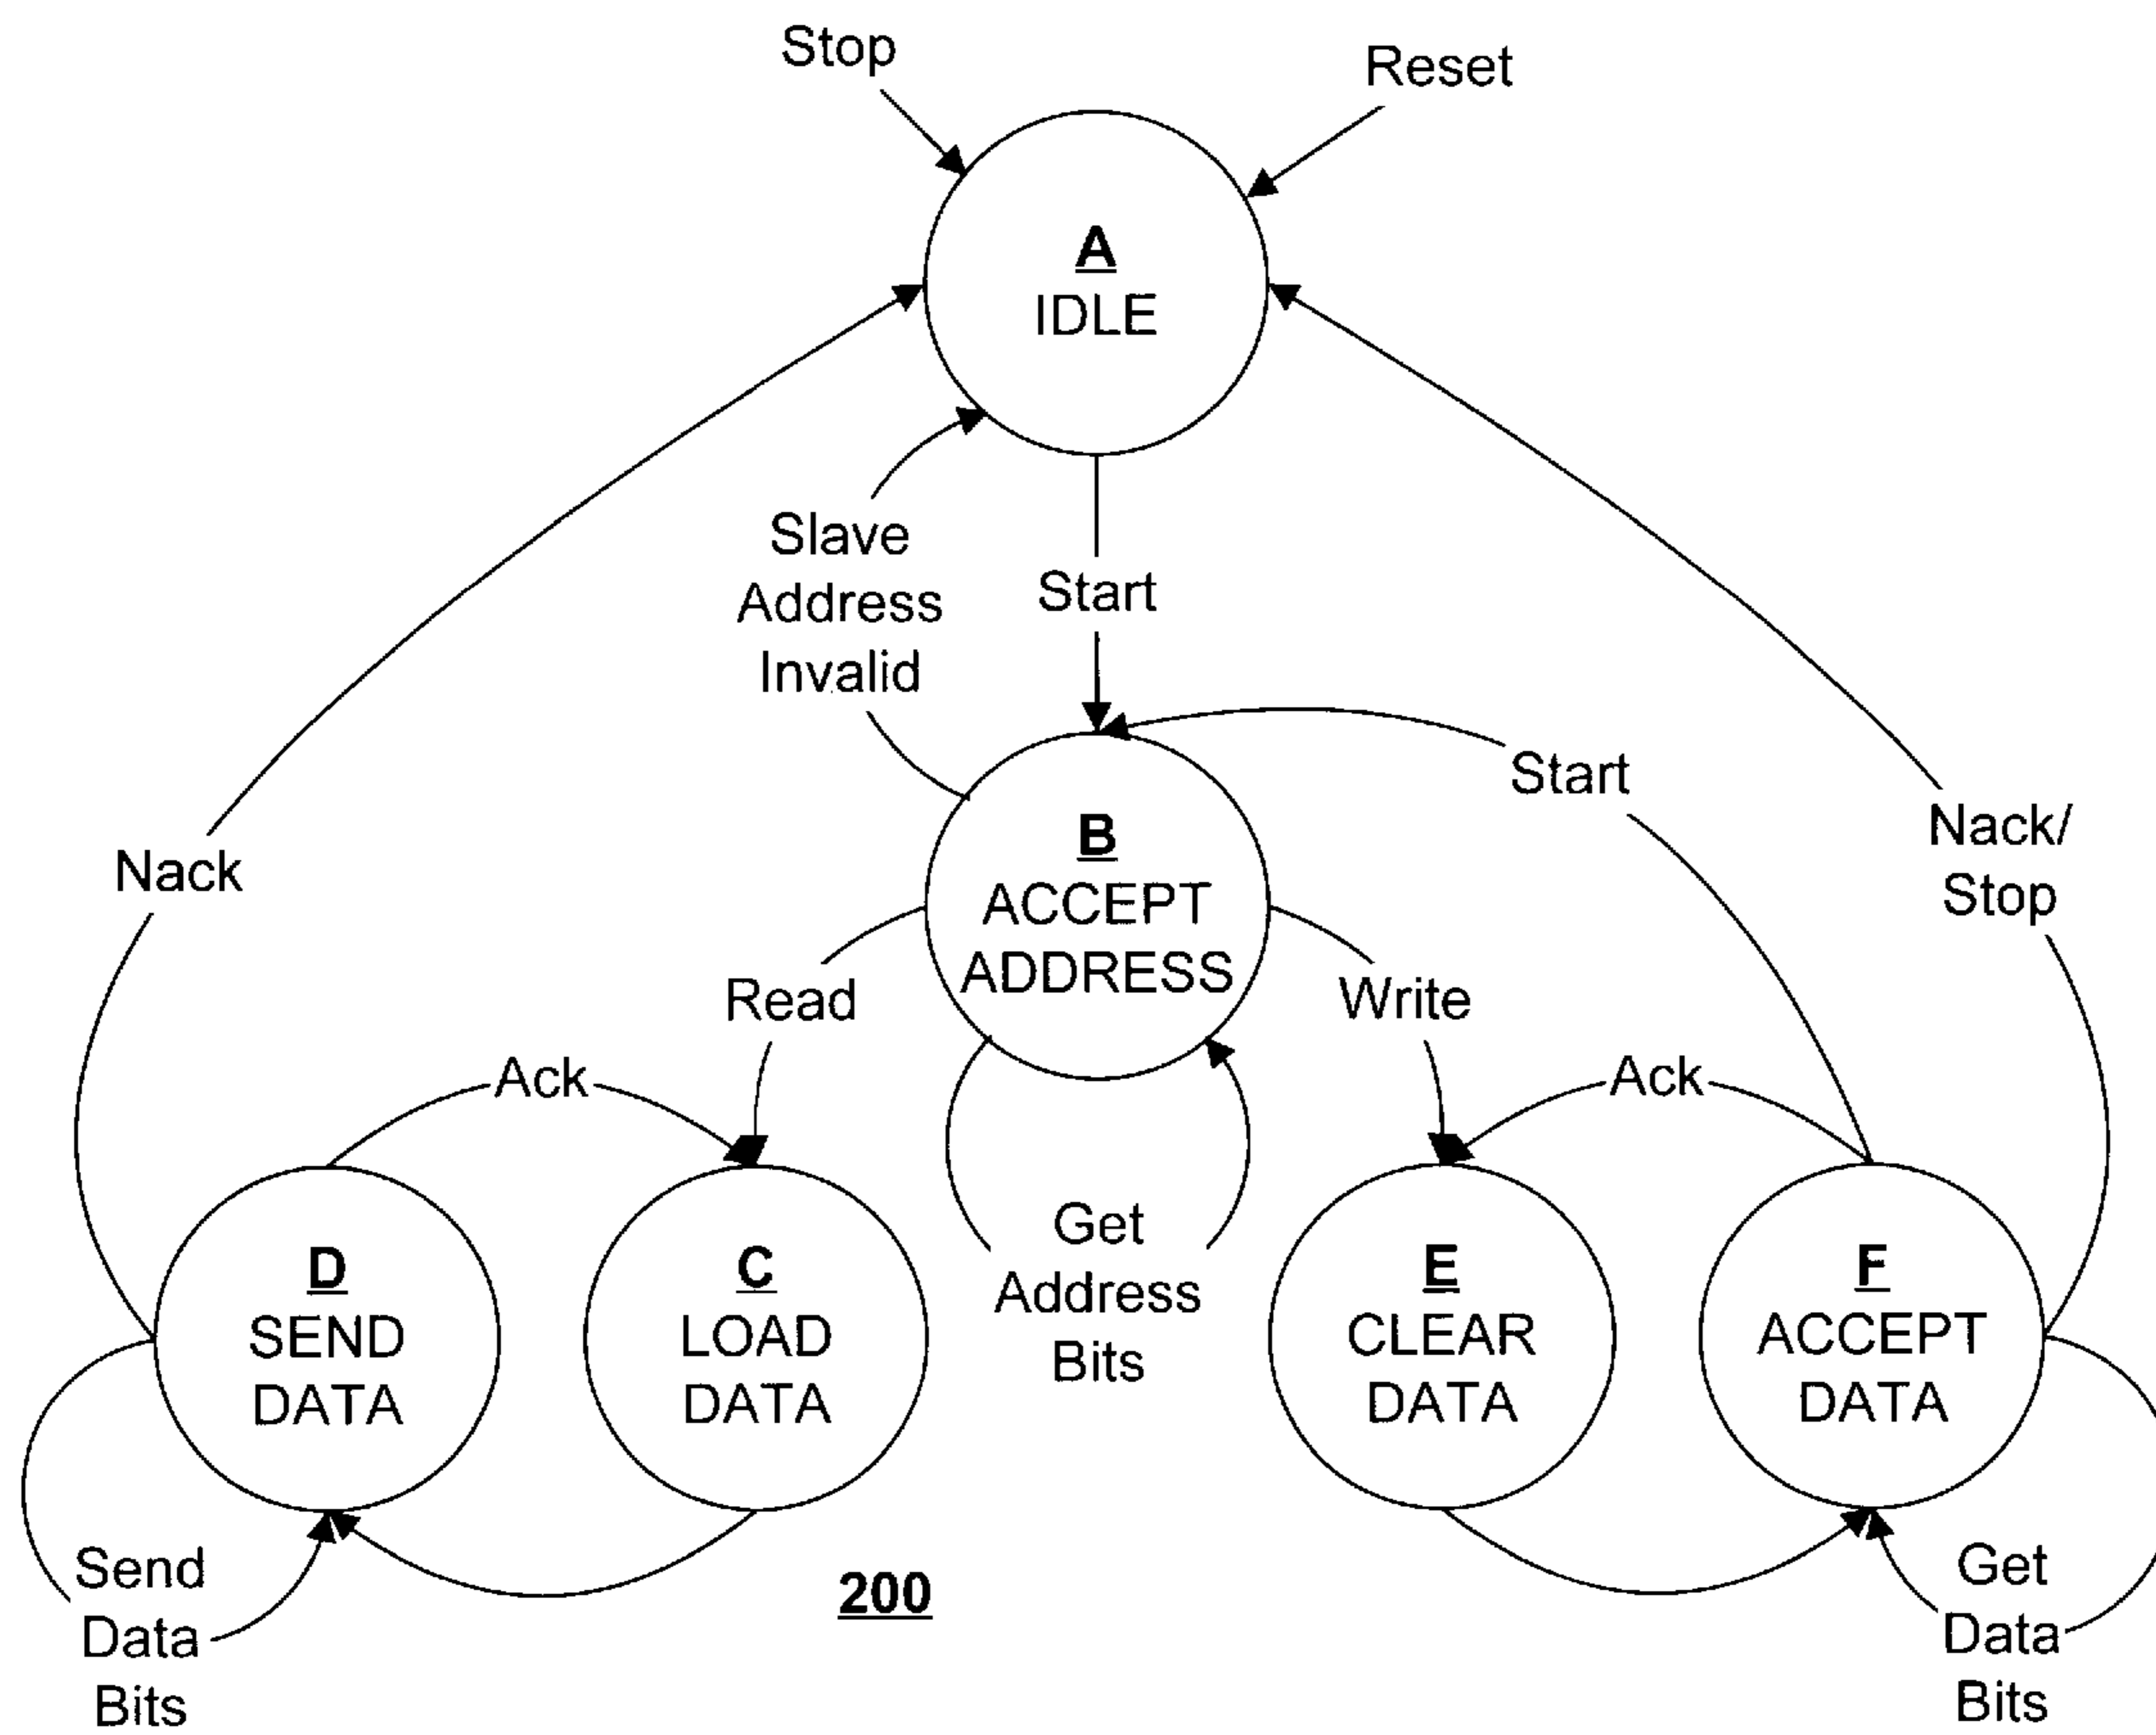 Stop
Reset
A
IDLE
Slave
Address
Invalid
Start
Start
Nack/
Stop
Nack
B
ACCEPT
ADDRESS
Read
Write
Ack
Ack
D
SEND
DATA
C
LOAD
DATA
Get
Address
Bits
E
CLEAR
DATA
F
ACCEPT
DATA
Send
Data
Bits
200
Get
Data
Bits